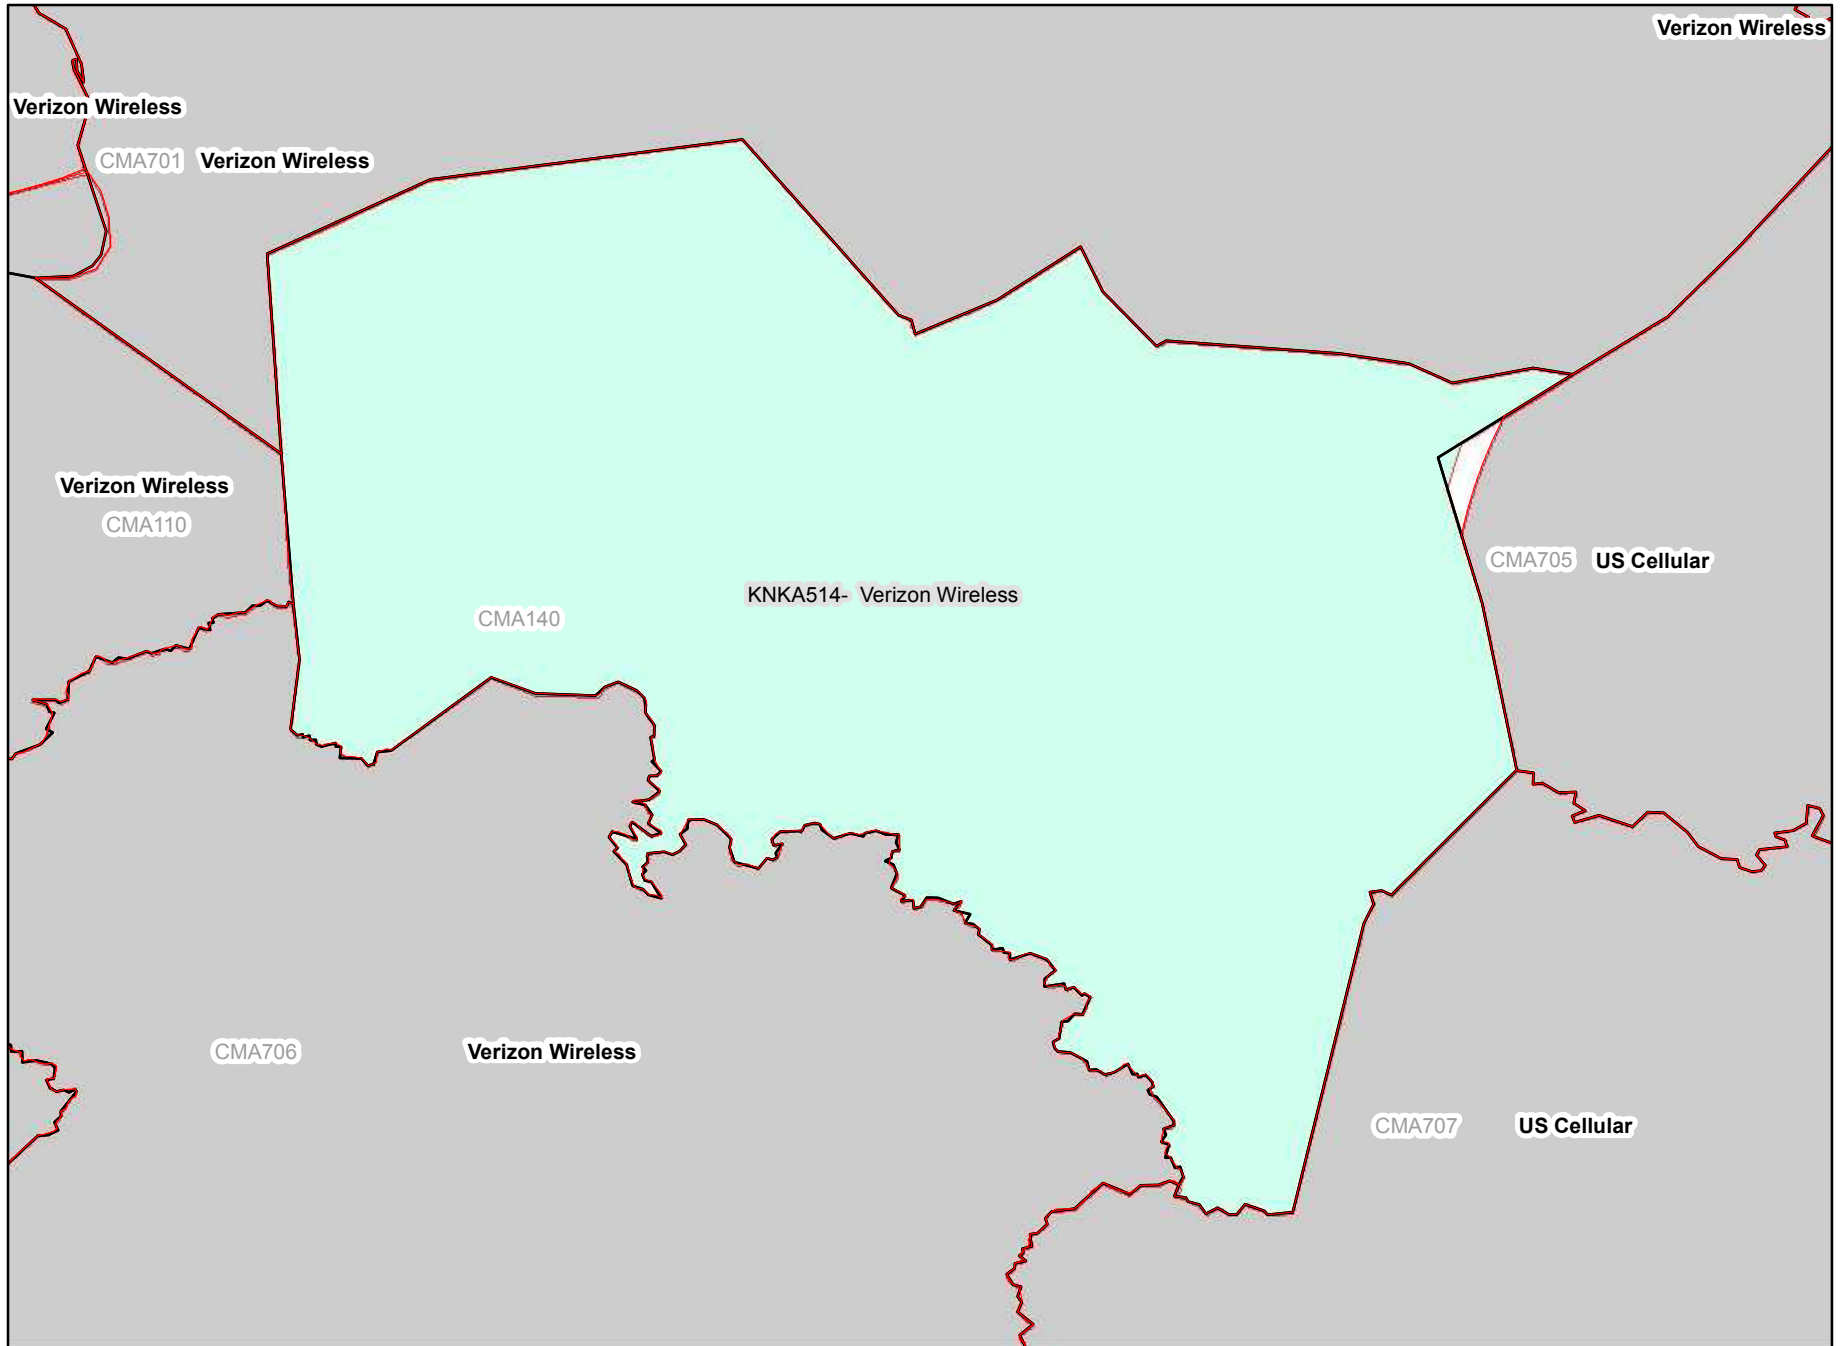 Verizon Wireless
Verizon Wireless
CMA701 Verizon Wireless
Verizon Wireless
CMA110
CMA705 US Cellular
KNKA514- Verizon Wireless
CMA140
CMA706 Verizon Wireless
CMA707 US Cellular